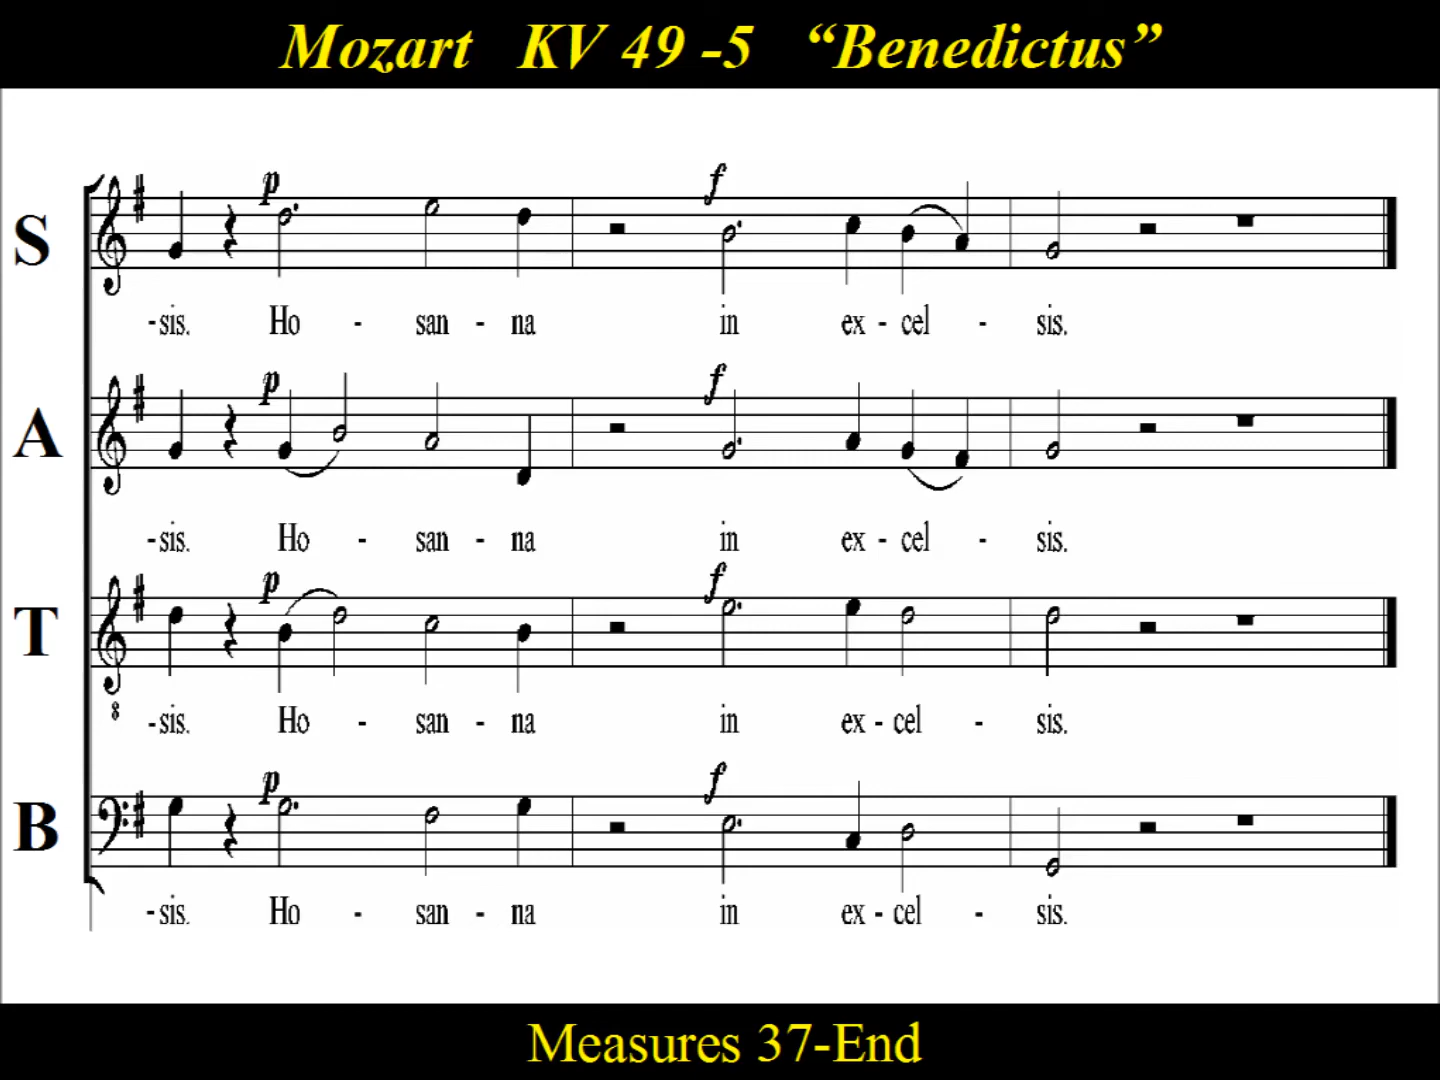 Mozart KV 49 -5 “Benedictus”
p f
S
-sis. Ho - san - na in ex - cel - sis.
p f
A
-sis. Ho - san - na in ex - cel - sis.
p f
T
8
-sis. Ho - san - na in ex - cel - sis.
p f
B
-sis. Ho - san - na in ex - cel - sis.
Measures 37-End